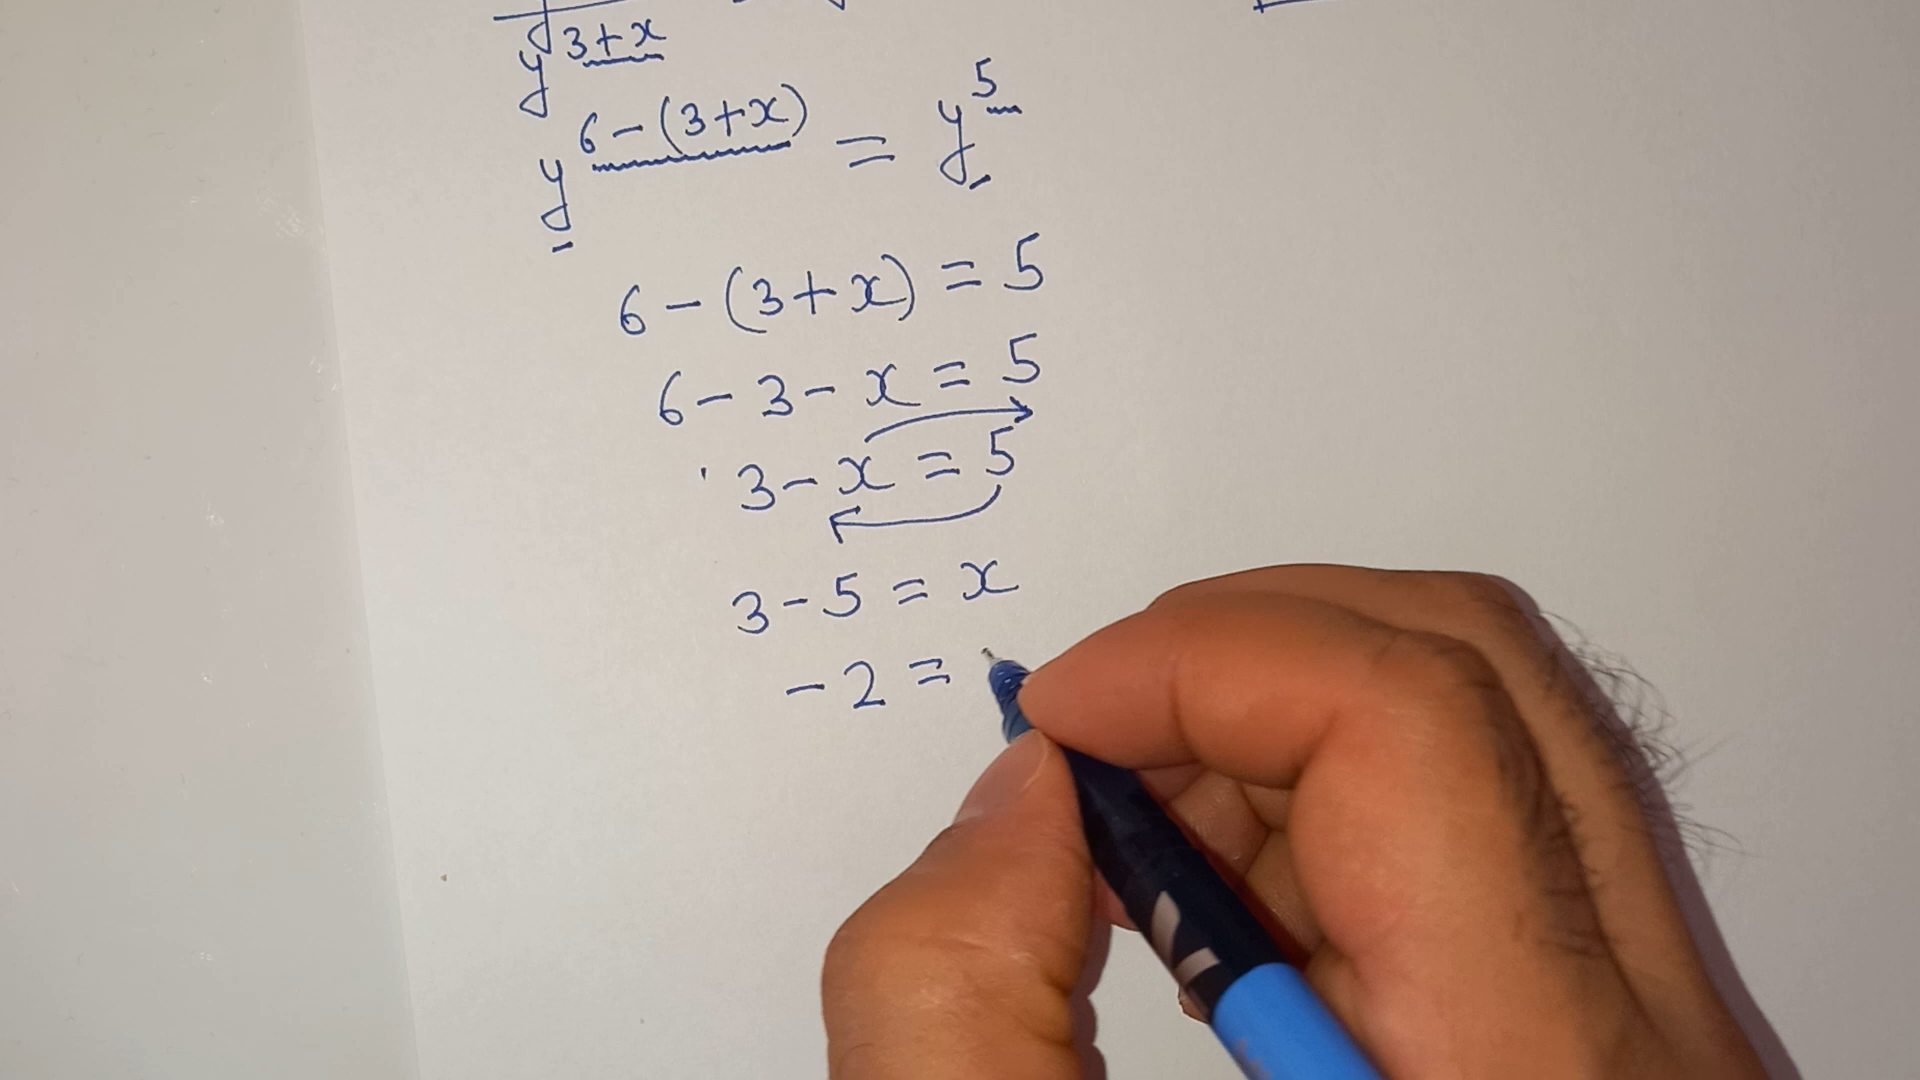 y^{3+x}
y^{6-(3+x)} = y^5
6 - (3+x) = 5
6 - 3 - x = 5
3 - x = 5
3 - 5 = x
- 2 =